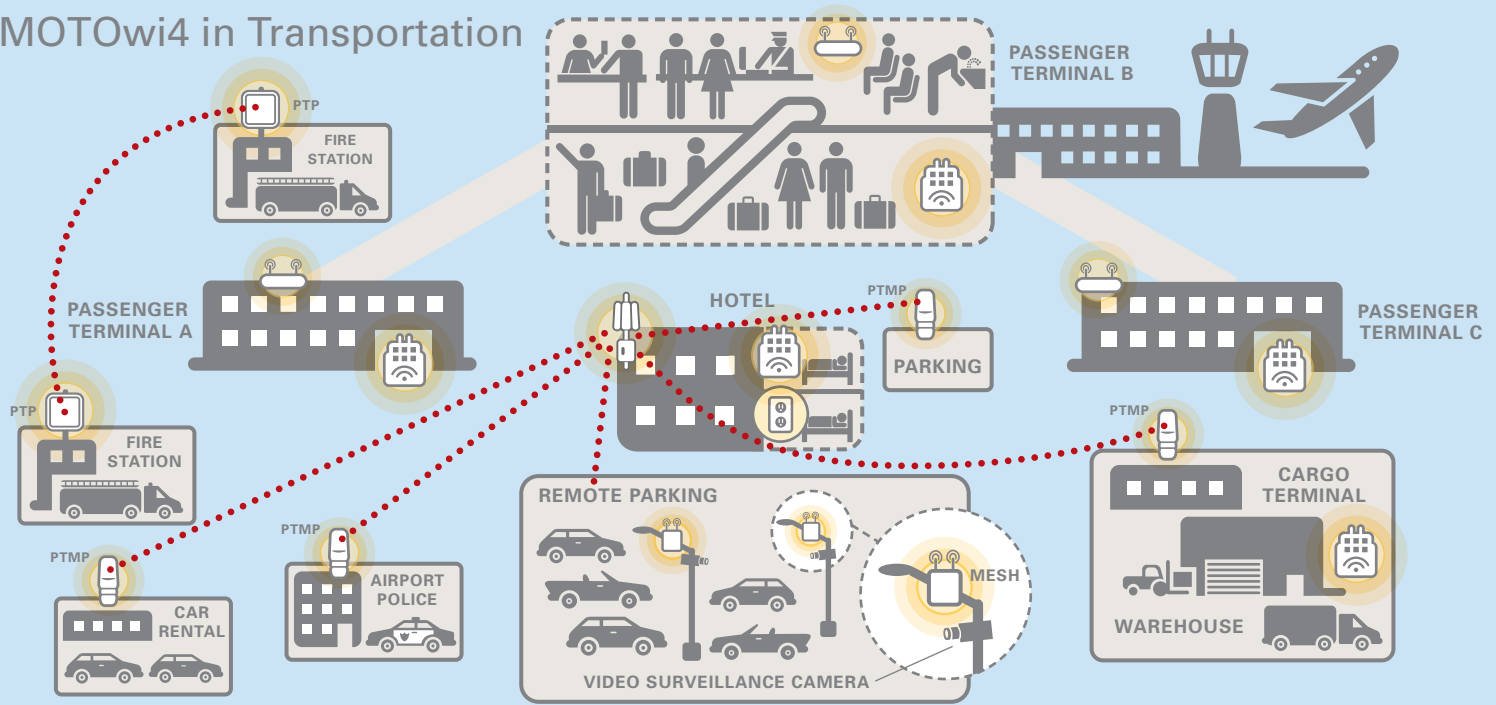 MOTOwi4 in Transportation
PASSENGER
TERMINAL B
PTP
FIRE
STATION
PASSENGER
TERMINAL A
HOTEL
PTMP
PARKING
PASSENGER
TERMINAL C
PTP
FIRE
STATION
PTMP
CARGO
TERMINAL
WAREHOUSE
REMOTE PARKING
MESH
VIDEO SURVEILLANCE CAMERA
PTMP
AIRPORT
POLICE
PTMP
CAR
RENTAL